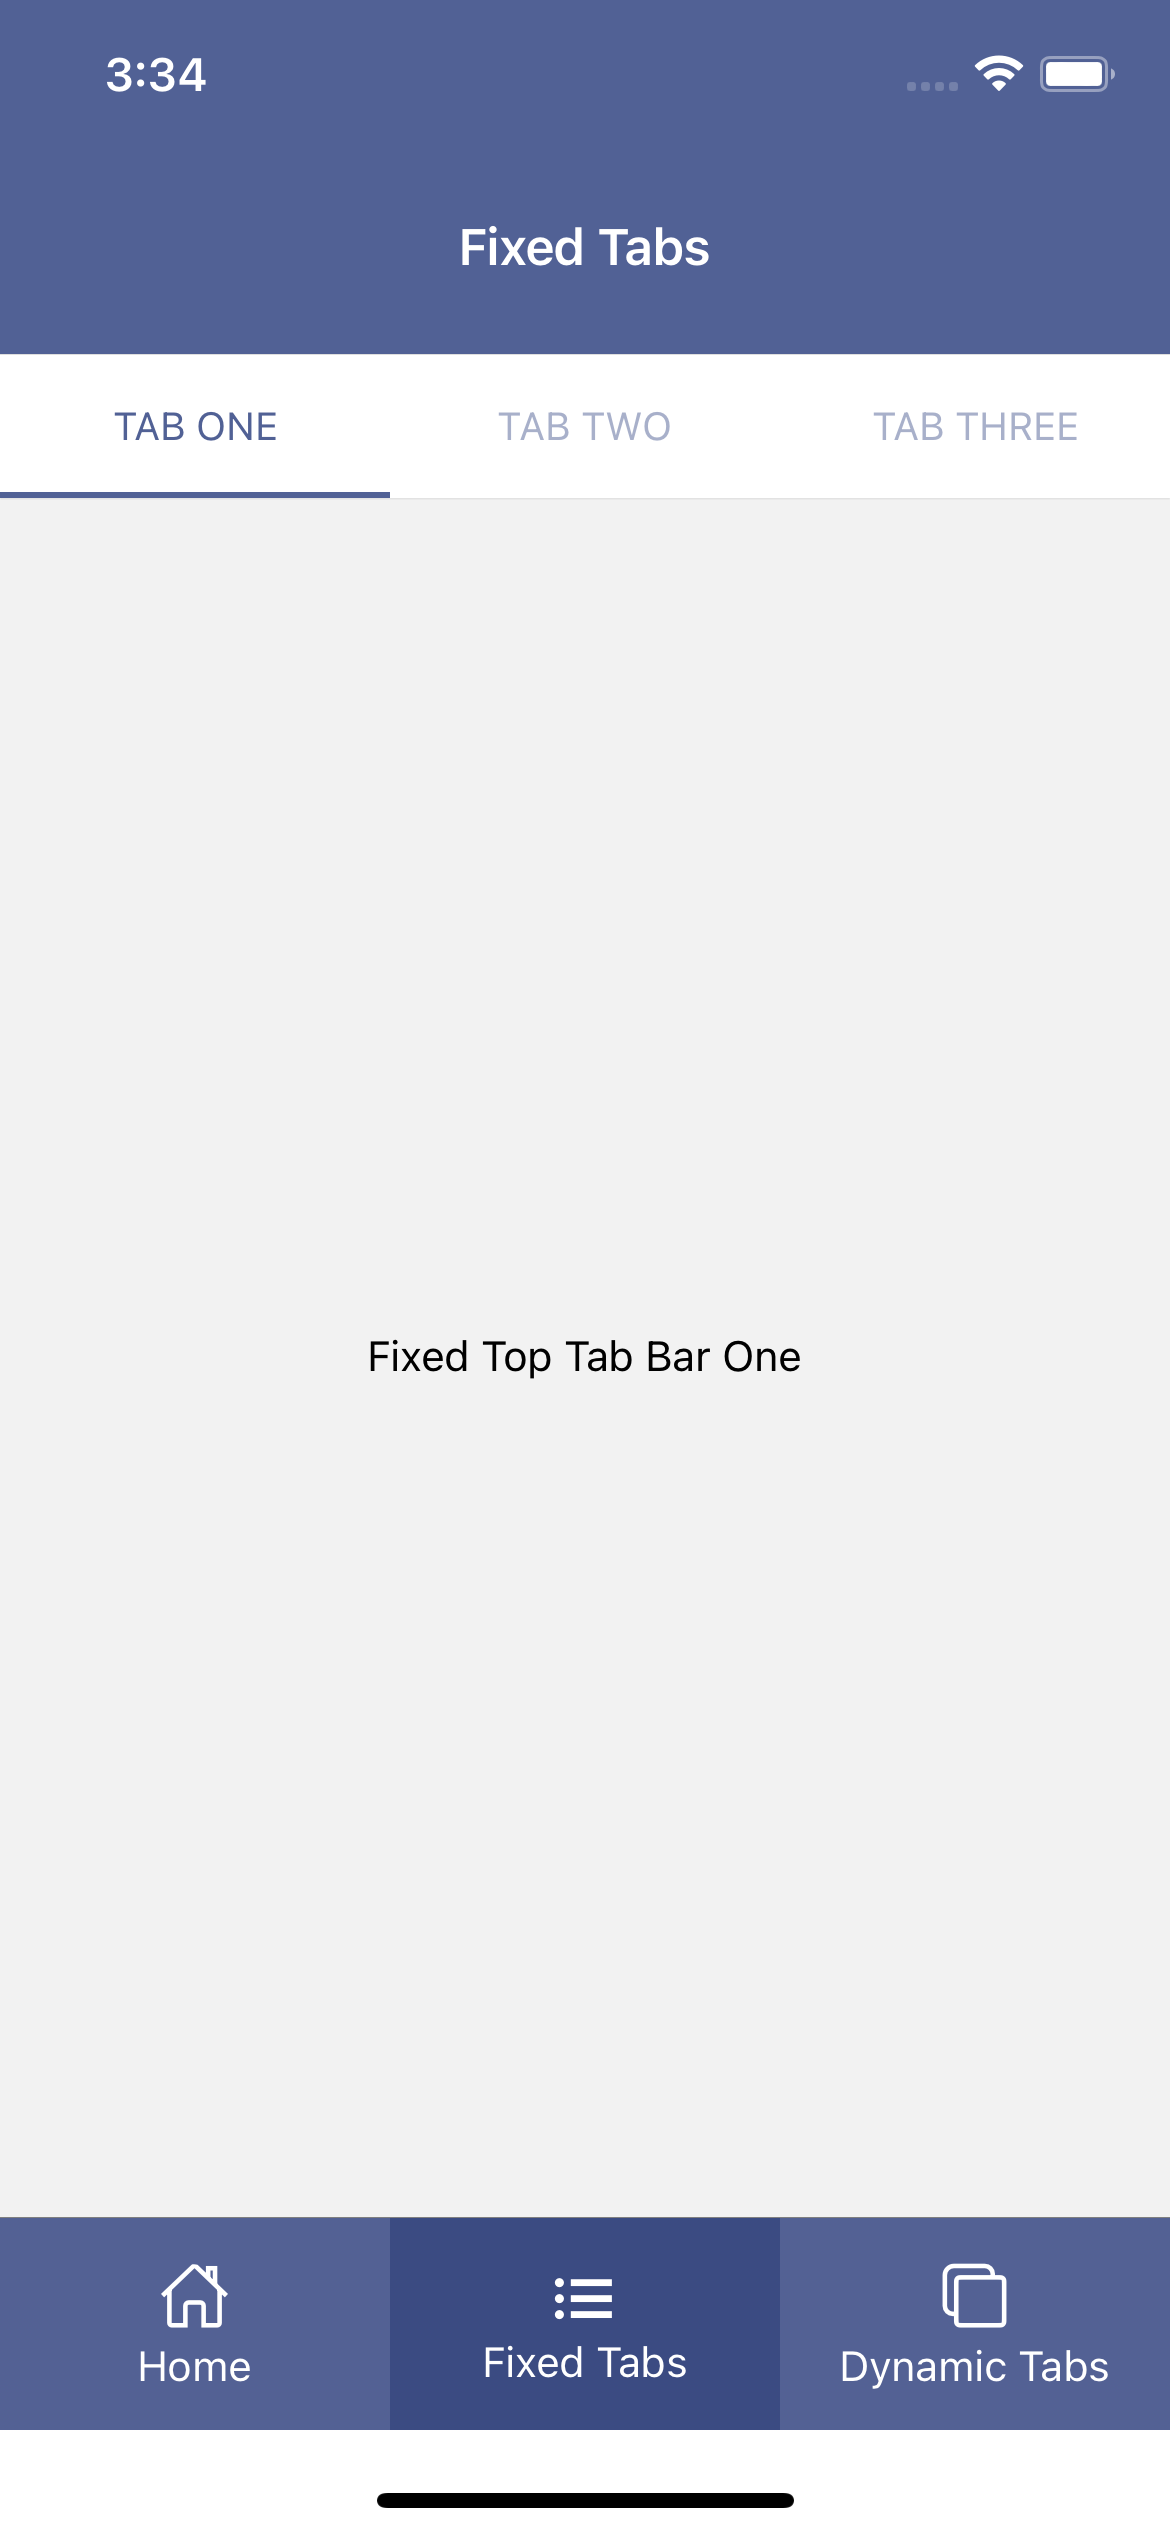 3:34
Fixed Tabs
TAB ONE TAB TWO TAB THREE
Fixed Top Tab Bar One
Home Fixed Tabs Dynamic Tabs